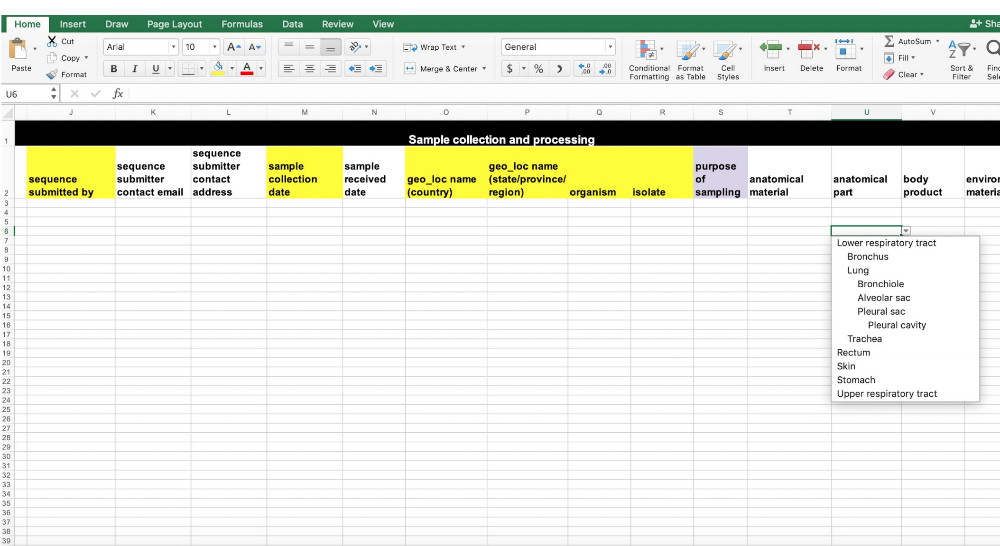 Home Insert Draw Page Layout Formulas Data Review View Sha
Cut
Copy
Format
Paste
Arial 10 A A
B I U A
ab
Wrap Text
Merge & Center
General
$ % .0 .00 .00 .0
Conditional Formatting
Format as Table
Cell Styles
Insert Delete Format
AutoSum
Fill
Clear
A Z Sort & Filter
U6 fx
J K L M N O P Q R S T U V
1 Sample collection and processing
2
sequence submitted by
sequence submitter contact email
sequence submitter contact address
sample collection date
sample received date
geo_loc name (country)
geo_loc name (state/province/ region)
organism
isolate
purpose of sampling
anatomical material
anatomical part
body product
3
4
5
6
7
Lower respiratory tract
8
9
Bronchus
10
Lung
11
12
Bronchiole
13
Alveolar sac
14
15
Pleural sac
16
Pleural cavity
17
Trachea
18
19
Rectum
20
21
Skin
22
Stomach
23
Upper respiratory tract
24
25
26
27
28
29
30
31
32
33
34
35
36
37
38
39